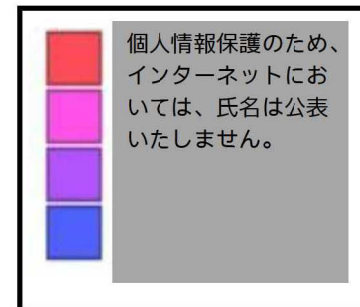 個人情報保護のため、
インターネットにお
いては、氏名は公表
いたしません。